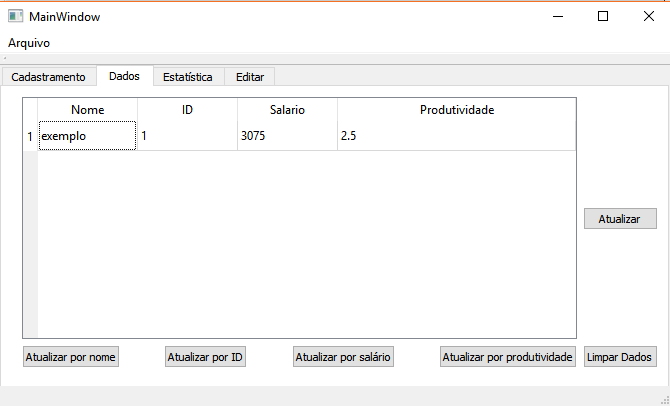 MainWindow
Arquivo
Cadastramento Dados Estatística Editar
Nome ID Salario Produtividade
1 exemplo 1 3075 2.5
Atualizar
Atualizar por nome Atualizar por ID Atualizar por salário Atualizar por produtividade Limpar Dados